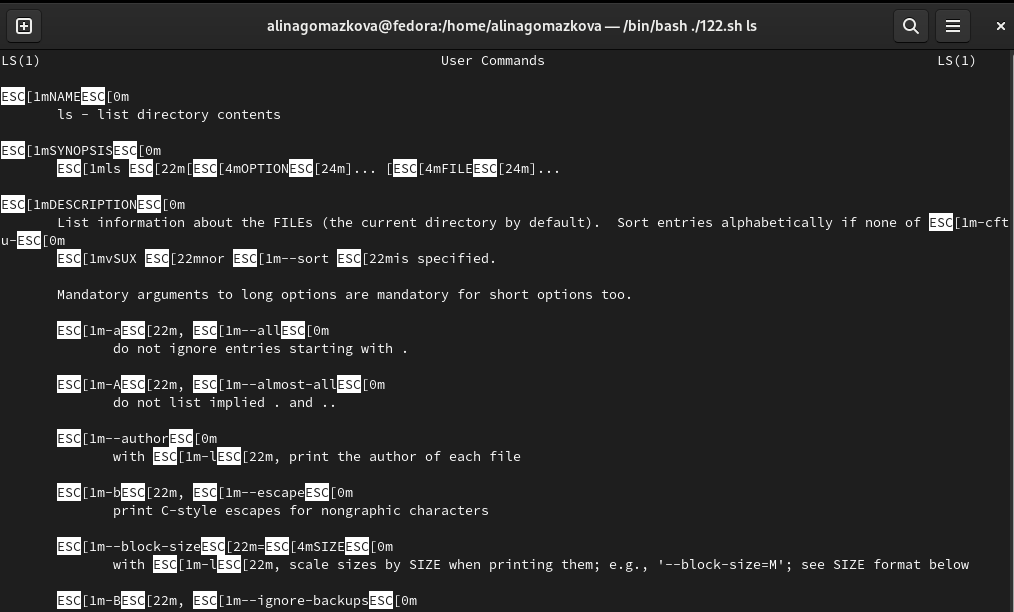 alinagomazkova@fedora:/home/alinagomazkova — /bin/bash ./122.sh ls
LS(1) User Commands LS(1)
ESC[1mNAMEESC[0m
ls - list directory contents
ESC[1mSYNOPSISESC[0m
ESC[1mls ESC[22m[ESC[4mOPTIONESC[24m]... [ESC[4mFILEESC[24m]...
ESC[1mDESCRIPTIONESC[0m
List information about the FILEs (the current directory by default).  Sort entries alphabetically if none of ESC[1m-cft
u-ESC[0m
ESC[1mvSUX ESC[22mnor ESC[1m--sort ESC[22mis specified.
Mandatory arguments to long options are mandatory for short options too.
ESC[1m-aESC[22m, ESC[1m--allESC[0m
do not ignore entries starting with .
ESC[1m-AESC[22m, ESC[1m--almost-allESC[0m
do not list implied . and ..
ESC[1m--authorESC[0m
with ESC[1m-lESC[22m, print the author of each file
ESC[1m-bESC[22m, ESC[1m--escapeESC[0m
print C-style escapes for nongraphic characters
ESC[1m--block-sizeESC[22m=ESC[4mSIZEESC[0m
with ESC[1m-lESC[22m, scale sizes by SIZE when printing them; e.g., '--block-size=M'; see SIZE format below
ESC[1m-BESC[22m, ESC[1m--ignore-backupsESC[0m